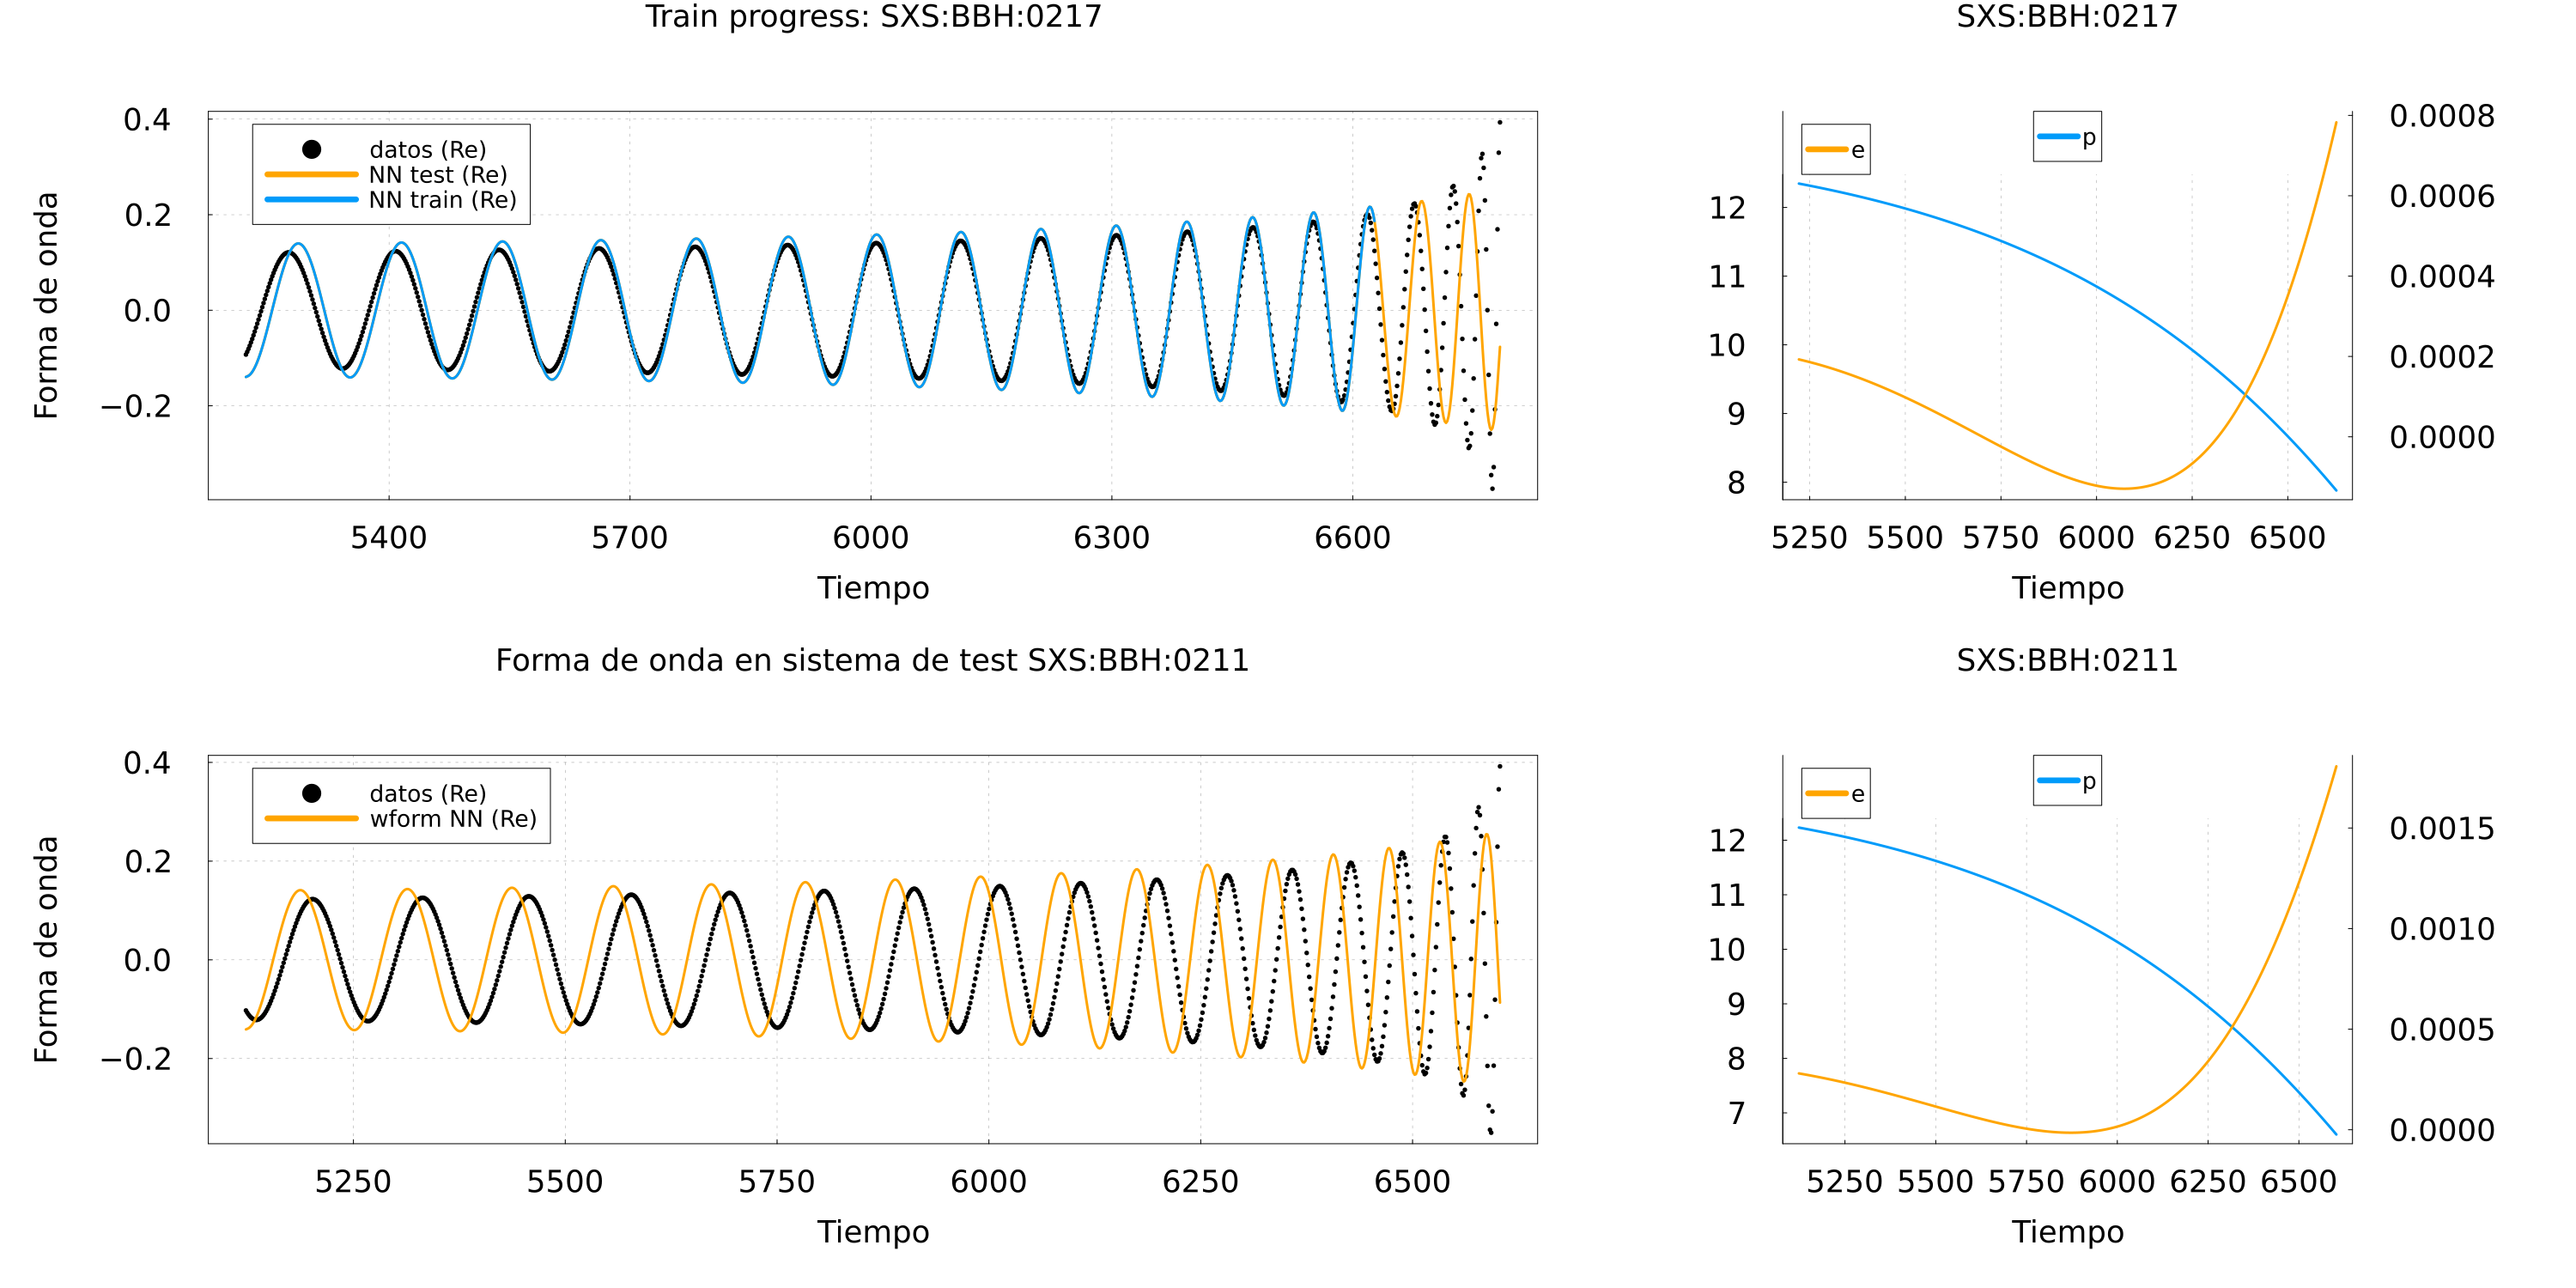 Train progress: SXS:BBH:0217
datos (Re)
NN test (Re)
NN train (Re)
0.4
0.2
0.0
−0.2
Forma de onda
5400 5700 6000 6300 6600
Tiempo
SXS:BBH:0217
e
p
12
11
10
9
8
0.0008
0.0006
0.0004
0.0002
0.0000
5250 5500 5750 6000 6250 6500
Tiempo
Forma de onda en sistema de test SXS:BBH:0211
datos (Re)
wform NN (Re)
0.4
0.2
0.0
−0.2
Forma de onda
5250 5500 5750 6000 6250 6500
Tiempo
SXS:BBH:0211
e
p
12
11
10
9
8
7
0.0015
0.0010
0.0005
0.0000
5250 5500 5750 6000 6250 6500
Tiempo